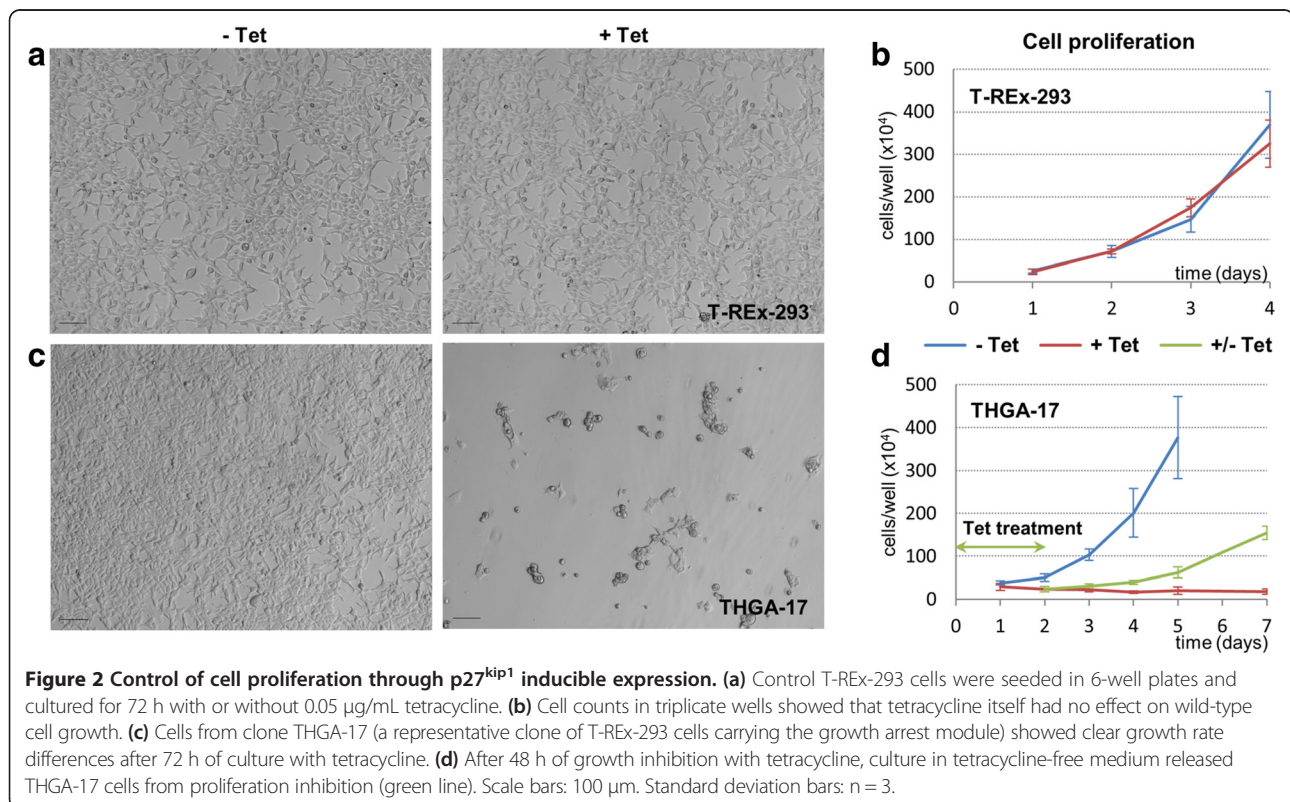 - Tet
+ Tet
a
T-REx-293
b
Cell proliferation
T-REx-293
cells/well (x10⁴)
500
400
300
200
100
0
0 1 2 3 4
time (days)
- Tet + Tet +/- Tet
c
THGA-17
d
THGA-17
cells/well (x10⁴)
500
400
300
200
100
0
Tet treatment
0 1 2 3 4 5 6 7
time (days)
Figure 2 Control of cell proliferation through p27ᵏⁱᵖ¹ inducible expression. (a) Control T-REx-293 cells were seeded in 6-well plates and
cultured for 72 h with or without 0.05 μg/mL tetracycline. (b) Cell counts in triplicate wells showed that tetracycline itself had no effect on wild-type
cell growth. (c) Cells from clone THGA-17 (a representative clone of T-REx-293 cells carrying the growth arrest module) showed clear growth rate
differences after 72 h of culture with tetracycline. (d) After 48 h of growth inhibition with tetracycline, culture in tetracycline-free medium released
THGA-17 cells from proliferation inhibition (green line). Scale bars: 100 μm. Standard deviation bars: n = 3.